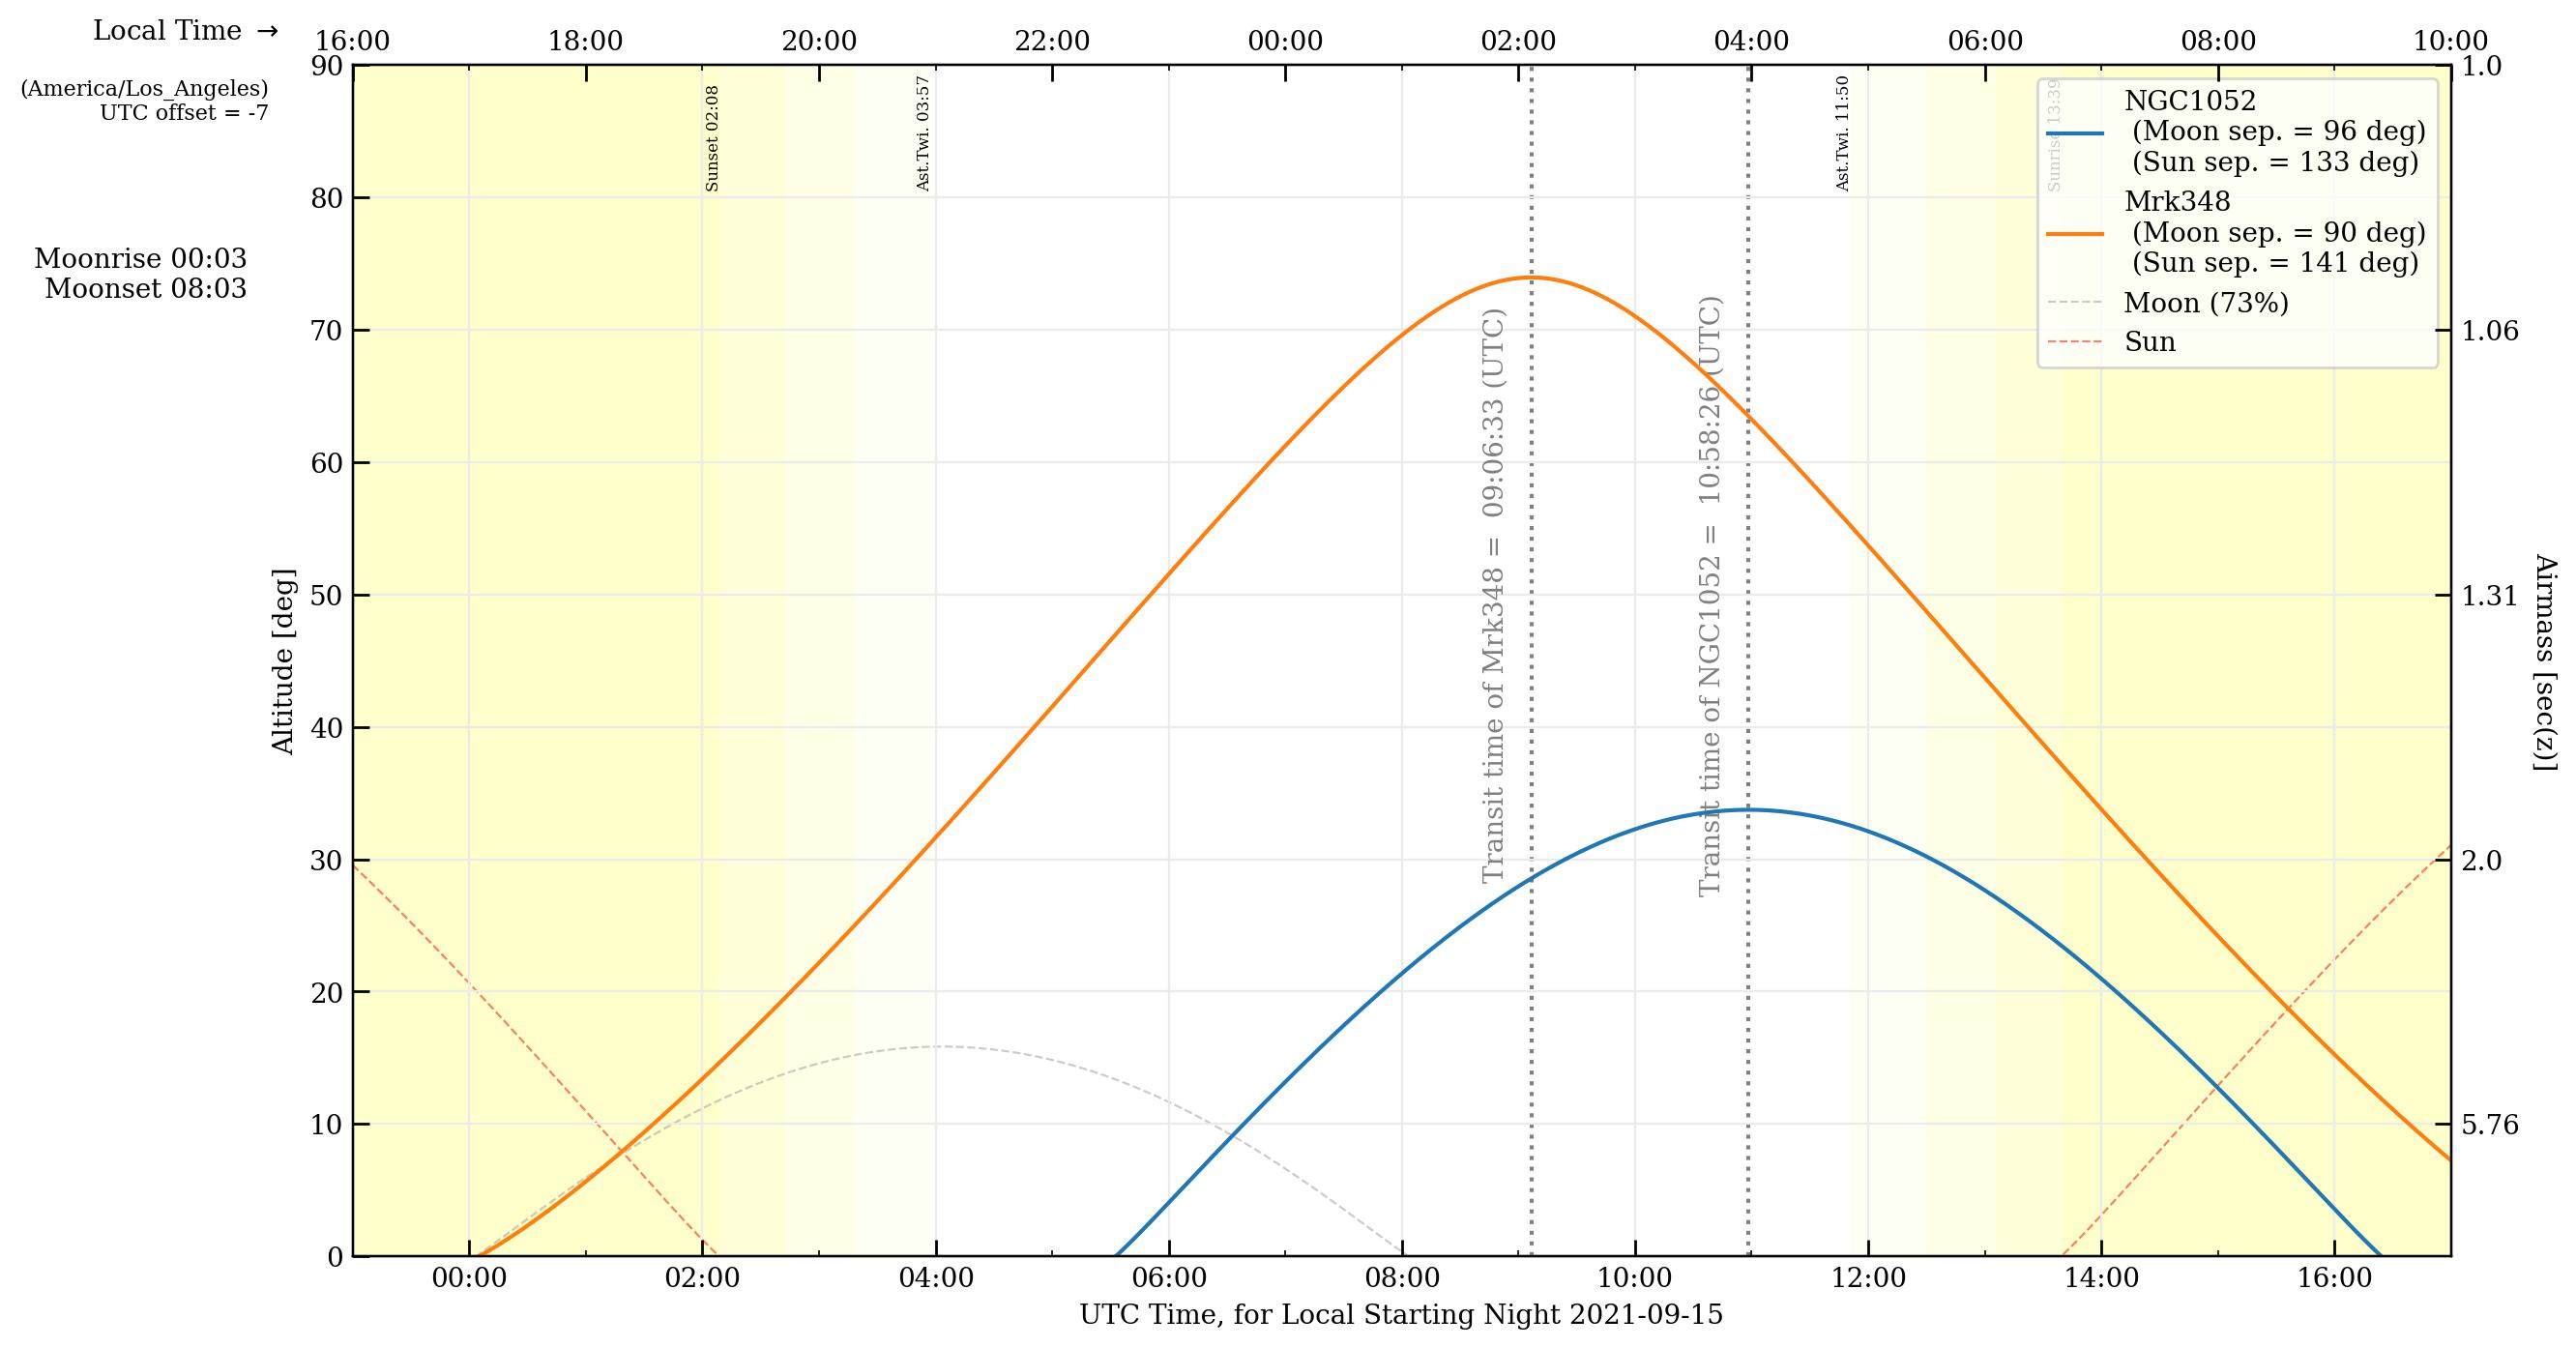 Local Time →
16:00 18:00 20:00 22:00 00:00 02:00 04:00 06:00 08:00 10:00
(America/Los_Angeles)
UTC offset = -7
Moonrise 00:03
Moonset 08:03
Altitude [deg]
90
80
70
60
50
40
30
20
10
0
Sunset 02:08
Ast.Twi. 03:57
Transit time of Mrk348 = 09:06:33 (UTC)
Transit time of NGC1052 = 10:58:26 (UTC)
Ast.Twi. 11:50
Sunrise 13:39
NGC1052
(Moon sep. = 96 deg)
(Sun sep. = 133 deg)
Mrk348
(Moon sep. = 90 deg)
(Sun sep. = 141 deg)
Moon (73%)
Sun
1.0
1.06
1.31
2.0
5.76
Airmass [sec(z)]
00:00 02:00 04:00 06:00 08:00 10:00 12:00 14:00 16:00
UTC Time, for Local Starting Night 2021-09-15